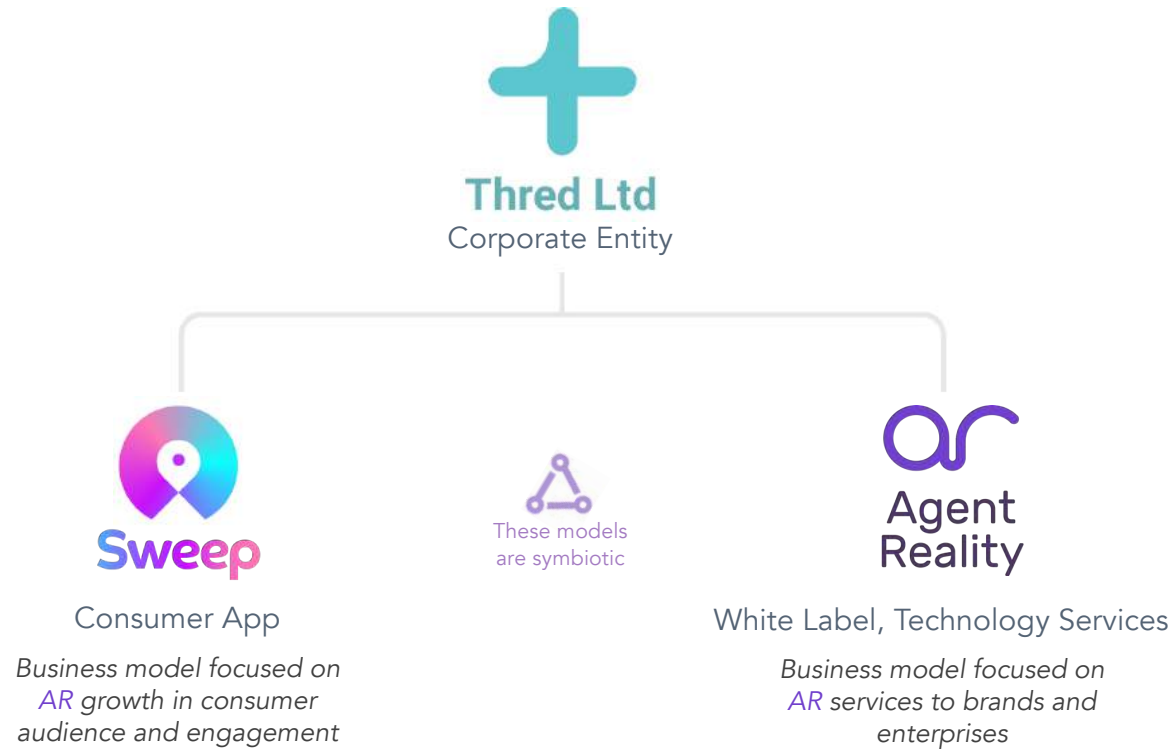 Thred Ltd
Corporate Entity
Sweep
Consumer App
Business model focused on
AR growth in consumer
audience and engagement
These models
are symbiotic
ar
Agent
Reality
White Label, Technology Services
Business model focused on
AR services to brands and
enterprises